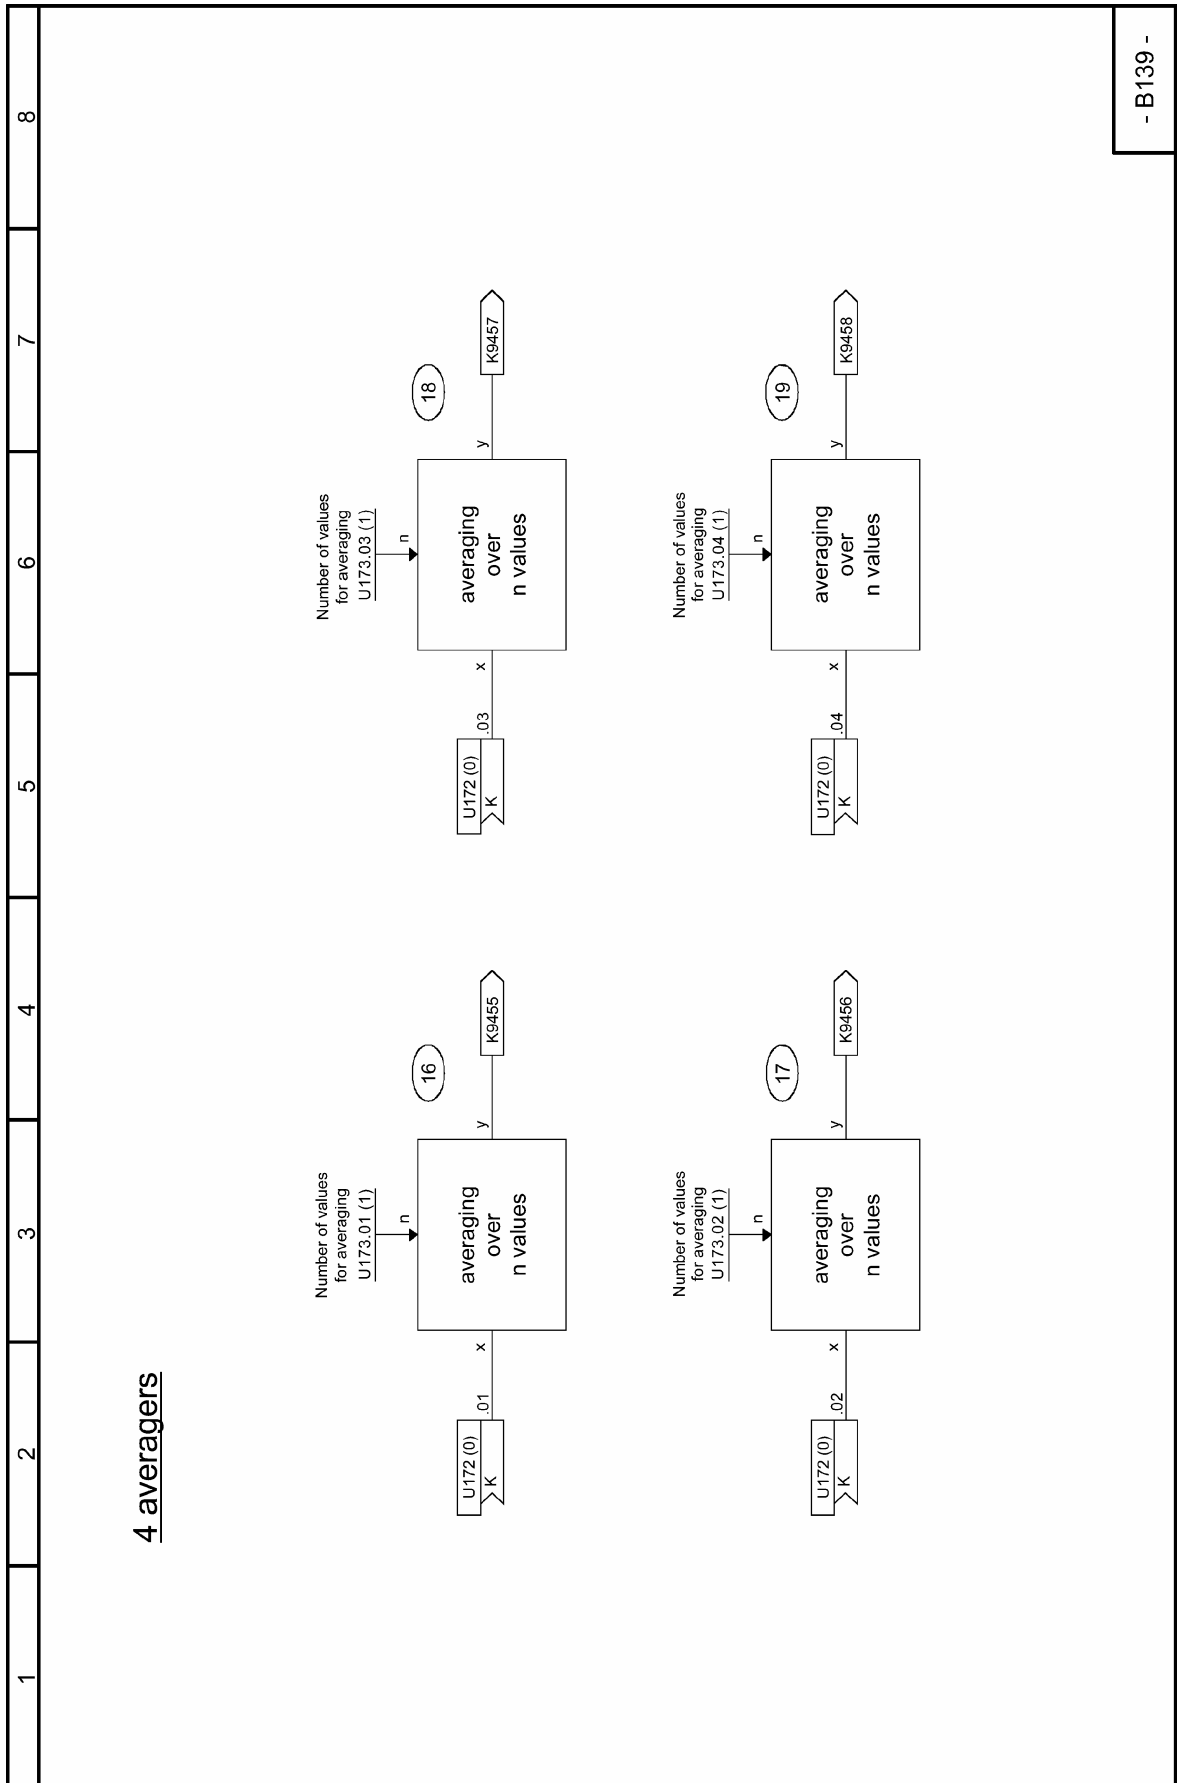 1
2
3
4
5
6
7
8
4 averagers
Number of values
for averaging
U173.01 (1)
n
16
U172 (0)
K
.01
x
averaging
over
n values
y
K9455
Number of values
for averaging
U173.03 (1)
n
18
U172 (0)
K
.03
x
averaging
over
n values
y
K9457
Number of values
for averaging
U173.02 (1)
n
17
U172 (0)
K
.02
x
averaging
over
n values
y
K9456
Number of values
for averaging
U173.04 (1)
n
19
U172 (0)
K
.04
x
averaging
over
n values
y
K9458
- B139 -